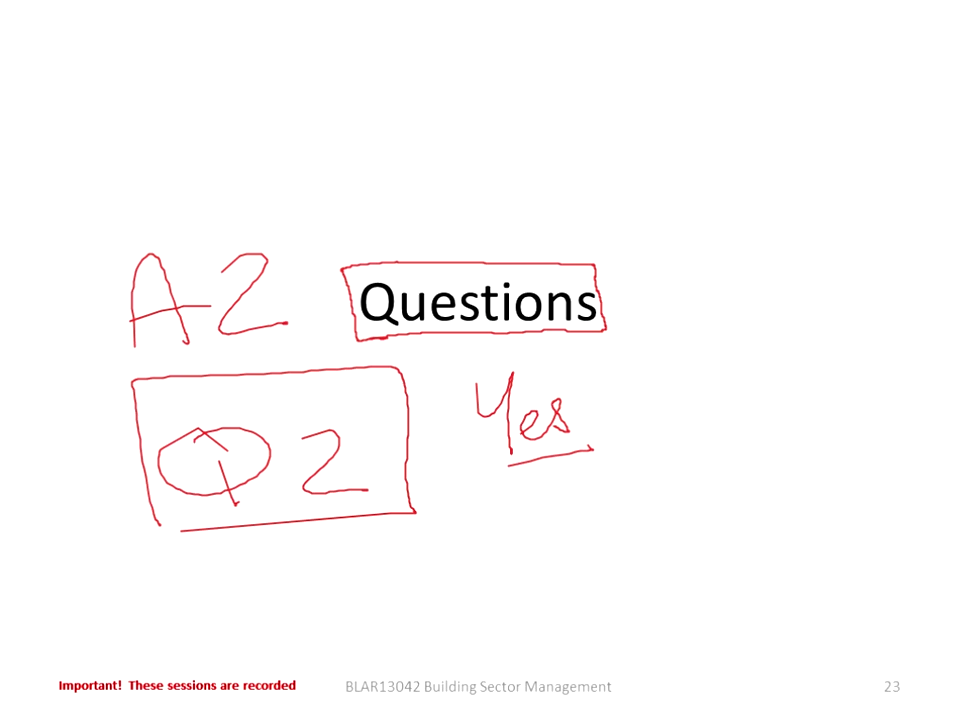 A2 Questions
Q2 Yes
Important! These sessions are recorded BLAR13042 Building Sector Management 23